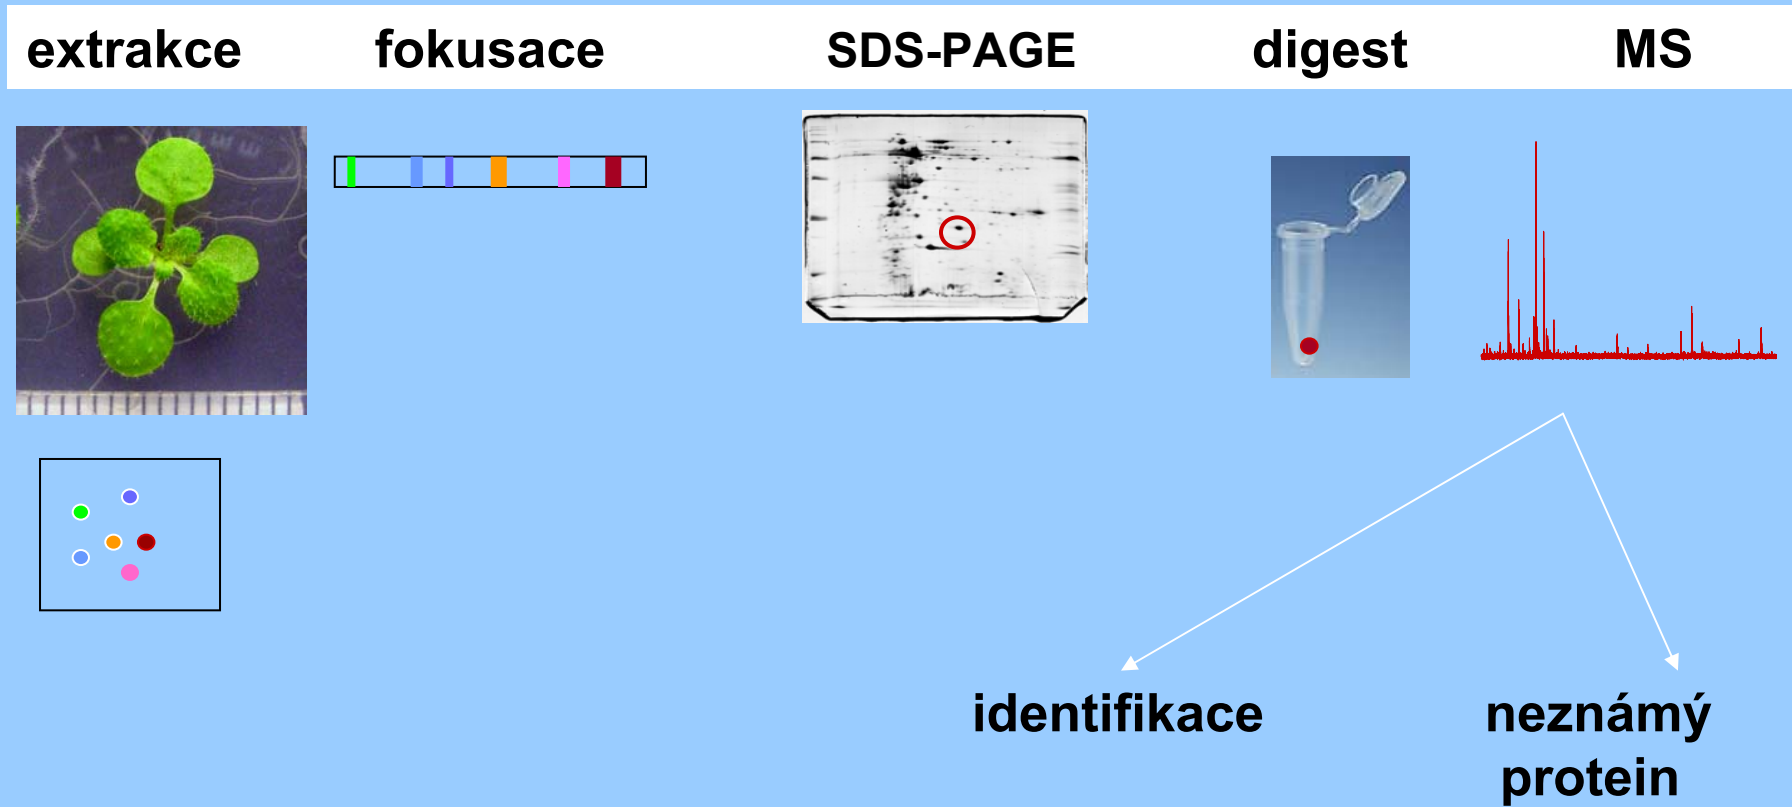 extrakce fokusace SDS-PAGE digest MS
identifikace neznámý
protein